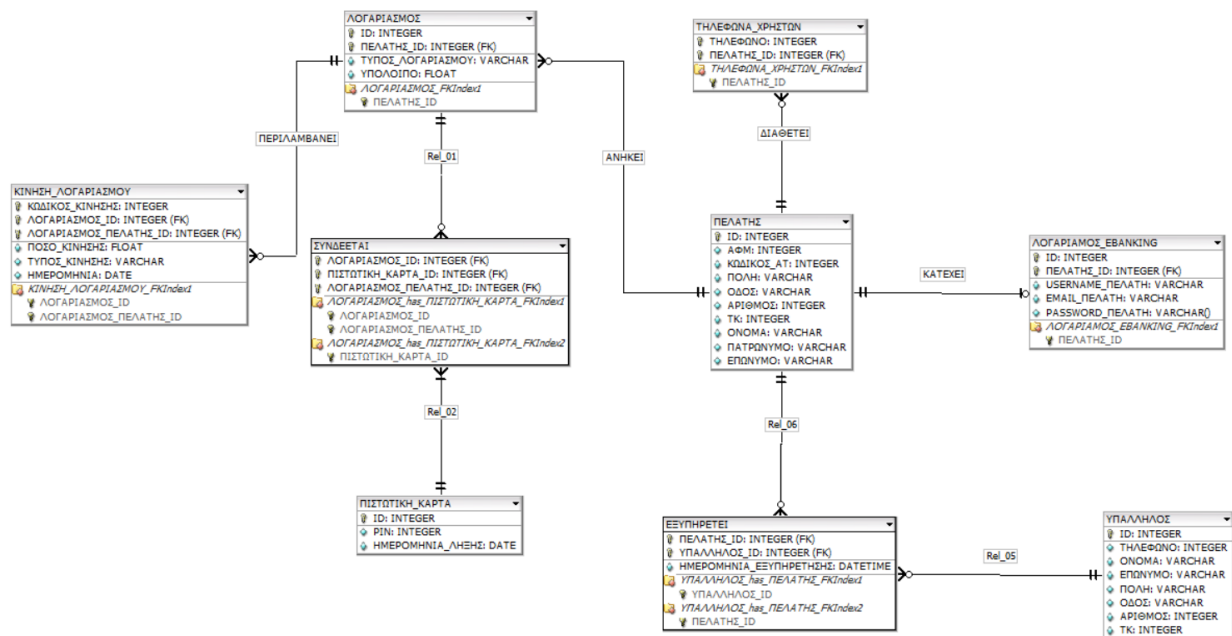 ΛΟΓΑΡΙΑΣΜΟΣ
ID: INTEGER
ΠΕΛΑΤΗΣ_ID: INTEGER (FK)
ΤΥΠΟΣ_ΛΟΓΑΡΙΑΣΜΟΥ: VARCHAR
ΥΠΟΛΟΙΠΟ: FLOAT
ΛΟΓΑΡΙΑΣΜΟΣ_FKIndex1
ΠΕΛΑΤΗΣ_ID
ΤΗΛΕΦΩΝΑ_ΧΡΗΣΤΩΝ
ΤΗΛΕΦΩΝΟ: INTEGER
ΠΕΛΑΤΗΣ_ID: INTEGER (FK)
ΤΗΛΕΦΩΝΑ_ΧΡΗΣΤΩΝ_FKIndex1
ΠΕΛΑΤΗΣ_ID
ΠΕΡΙΛΑΜΒΑΝΕΙ
Rel_01
ΑΝΗΚΕΙ
ΔΙΑΘΕΤΕΙ
ΚΙΝΗΣΗ_ΛΟΓΑΡΙΑΣΜΟΥ
ΚΩΔΙΚΟΣ_ΚΙΝΗΣΗΣ: INTEGER
ΛΟΓΑΡΙΑΣΜΟΣ_ID: INTEGER (FK)
ΛΟΓΑΡΙΑΣΜΟΣ_ΠΕΛΑΤΗΣ_ID: INTEGER (FK)
ΠΟΣΟ_ΚΙΝΗΣΗΣ: FLOAT
ΤΥΠΟΣ_ΚΙΝΗΣΗΣ: VARCHAR
ΗΜΕΡΟΜΗΝΙΑ: DATE
ΚΙΝΗΣΗ_ΛΟΓΑΡΙΑΣΜΟΥ_FKIndex1
ΛΟΓΑΡΙΑΣΜΟΣ_ID
ΛΟΓΑΡΙΑΣΜΟΣ_ΠΕΛΑΤΗΣ_ID
ΣΥΝΔΕΕΤΑΙ
ΛΟΓΑΡΙΑΣΜΟΣ_ID: INTEGER (FK)
ΠΙΣΤΩΤΙΚΗ_ΚΑΡΤΑ_ID: INTEGER (FK)
ΛΟΓΑΡΙΑΣΜΟΣ_ΠΕΛΑΤΗΣ_ID: INTEGER (FK)
ΛΟΓΑΡΙΑΣΜΟΣ_has_ΠΙΣΤΩΤΙΚΗ_ΚΑΡΤΑ_FKIndex1
ΛΟΓΑΡΙΑΣΜΟΣ_ID
ΛΟΓΑΡΙΑΣΜΟΣ_ΠΕΛΑΤΗΣ_ID
ΛΟΓΑΡΙΑΣΜΟΣ_has_ΠΙΣΤΩΤΙΚΗ_ΚΑΡΤΑ_FKIndex2
ΠΙΣΤΩΤΙΚΗ_ΚΑΡΤΑ_ID
ΠΕΛΑΤΗΣ
ID: INTEGER
ΑΦΜ: INTEGER
ΚΩΔΙΚΟΣ_ΑΤ: INTEGER
ΠΟΛΗ: VARCHAR
ΟΔΟΣ: VARCHAR
ΑΡΙΘΜΟΣ: INTEGER
ΤΚ: INTEGER
ΟΝΟΜΑ: VARCHAR
ΠΑΤΡΩΝΥΜΟ: VARCHAR
ΕΠΩΝΥΜΟ: VARCHAR
ΚΑΤΕΧΕΙ
ΛΟΓΑΡΙΑΜΟΣ_EBANKING
ID: INTEGER
ΠΕΛΑΤΗΣ_ID: INTEGER (FK)
USERNAME_ΠΕΛΑΤΗ: VARCHAR
EMAIL_ΠΕΛΑΤΗ: VARCHAR
PASSWORD_ΠΕΛΑΤΗ: VARCHAR()
ΛΟΓΑΡΙΑΜΟΣ_EBANKING_FKIndex1
ΠΕΛΑΤΗΣ_ID
Rel_02
Rel_06
ΠΙΣΤΩΤΙΚΗ_ΚΑΡΤΑ
ID: INTEGER
PIN: INTEGER
ΗΜΕΡΟΜΗΝΙΑ_ΛΗΞΗΣ: DATE
ΕΞΥΠΗΡΕΤΕΙ
ΠΕΛΑΤΗΣ_ID: INTEGER (FK)
ΥΠΑΛΛΗΛΟΣ_ID: INTEGER (FK)
ΗΜΕΡΟΜΗΝΙΑ_ΕΞΥΠΗΡΕΤΗΣΗΣ: DATETIME
ΥΠΑΛΛΗΛΟΣ_has_ΠΕΛΑΤΗΣ_FKIndex1
ΥΠΑΛΛΗΛΟΣ_ID
ΥΠΑΛΛΗΛΟΣ_has_ΠΕΛΑΤΗΣ_FKIndex2
ΠΕΛΑΤΗΣ_ID
Rel_05
ΥΠΑΛΛΗΛΟΣ
ID: INTEGER
ΤΗΛΕΦΩΝΟ: INTEGER
ΟΝΟΜΑ: VARCHAR
ΕΠΩΝΥΜΟ: VARCHAR
ΠΟΛΗ: VARCHAR
ΟΔΟΣ: VARCHAR
ΑΡΙΘΜΟΣ: INTEGER
ΤΚ: INTEGER